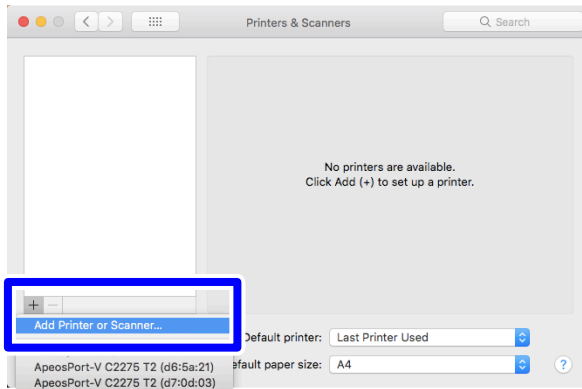 Printers & Scanners
Search
No printers are available.
Click Add (+) to set up a printer.
+ −
Add Printer or Scanner...
Default printer: Last Printer Used
ApeosPort-V C2275 T2 (d6:5a:21)
efault paper size: A4
?
ApeosPort-V C2275 T2 (d7:0d:03)